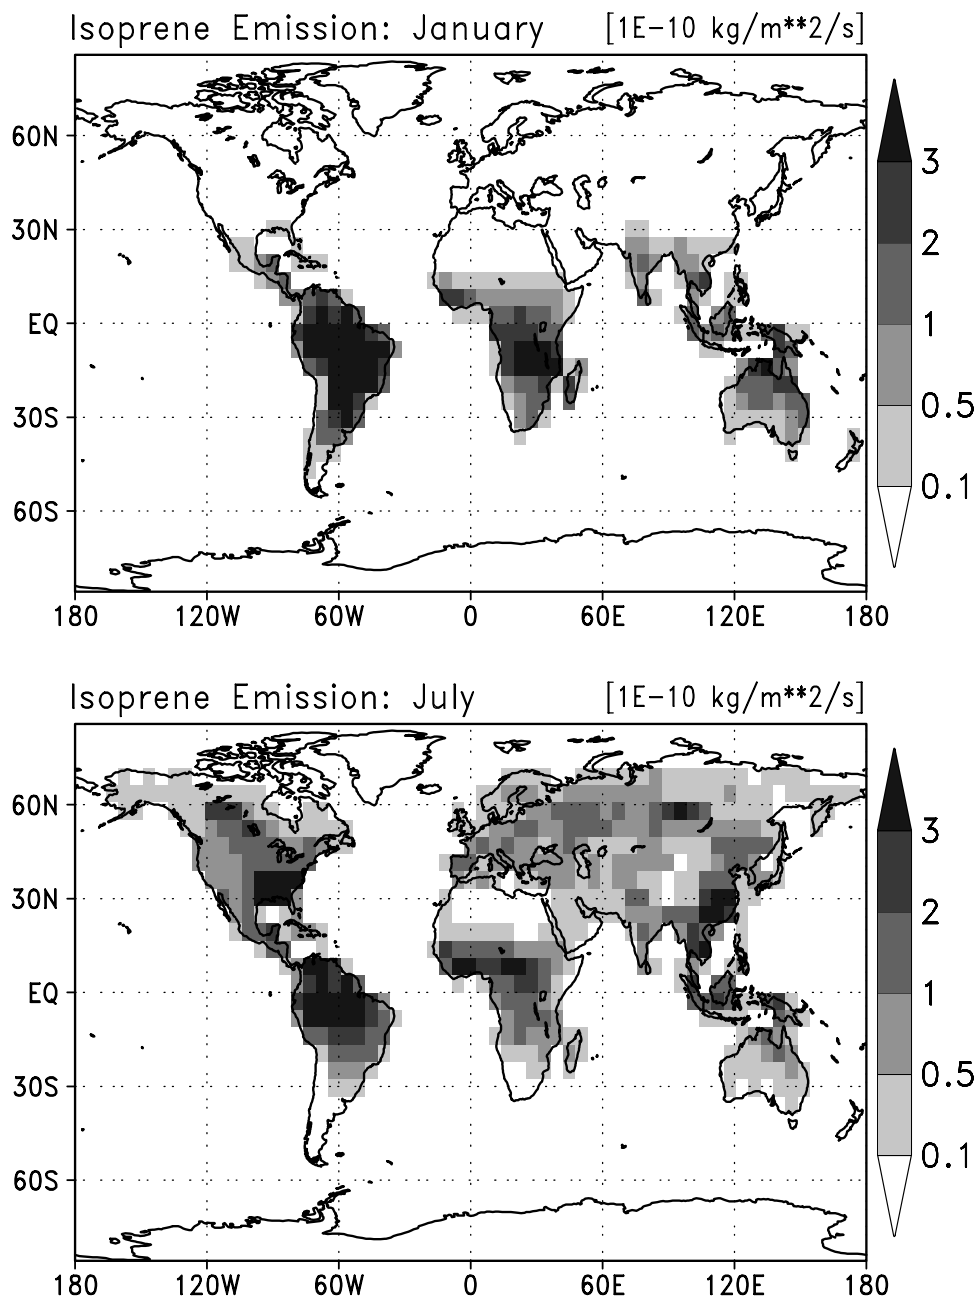 Isoprene Emission: January [1E-10 kg/m**2/s]
60N
30N
EQ
30S
60S
180 120W 60W 0 60E 120E 180
3
2
1
0.5
0.1
Isoprene Emission: July [1E-10 kg/m**2/s]
60N
30N
EQ
30S
60S
180 120W 60W 0 60E 120E 180
3
2
1
0.5
0.1